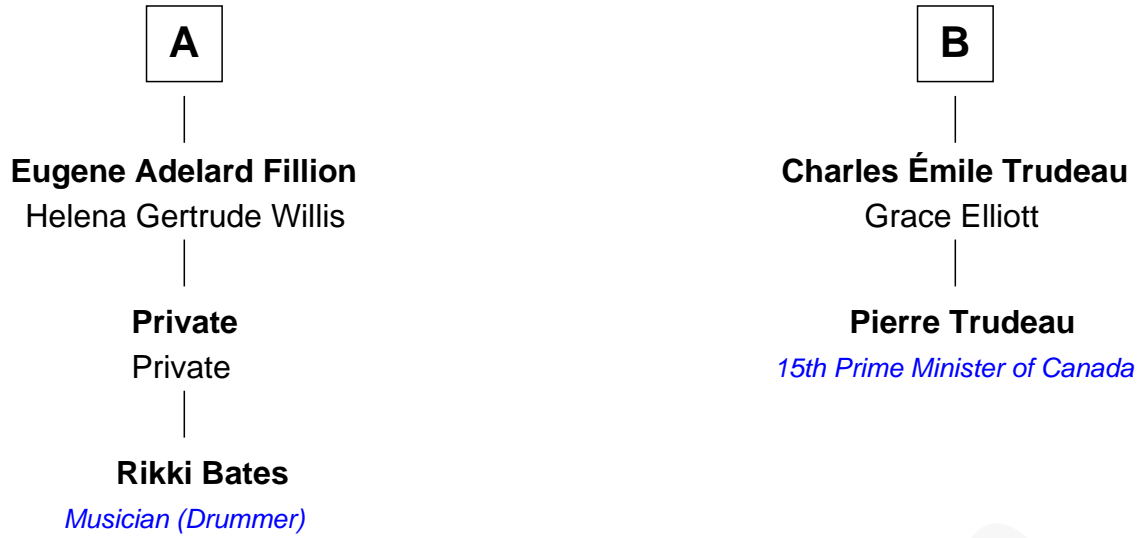 A
Eugene Adelard Fillion
Helena Gertrude Willis
Private
Private
Rikki Bates
Musician (Drummer)
B
Charles Émile Trudeau
Grace Elliott
Pierre Trudeau
15th Prime Minister of Canada